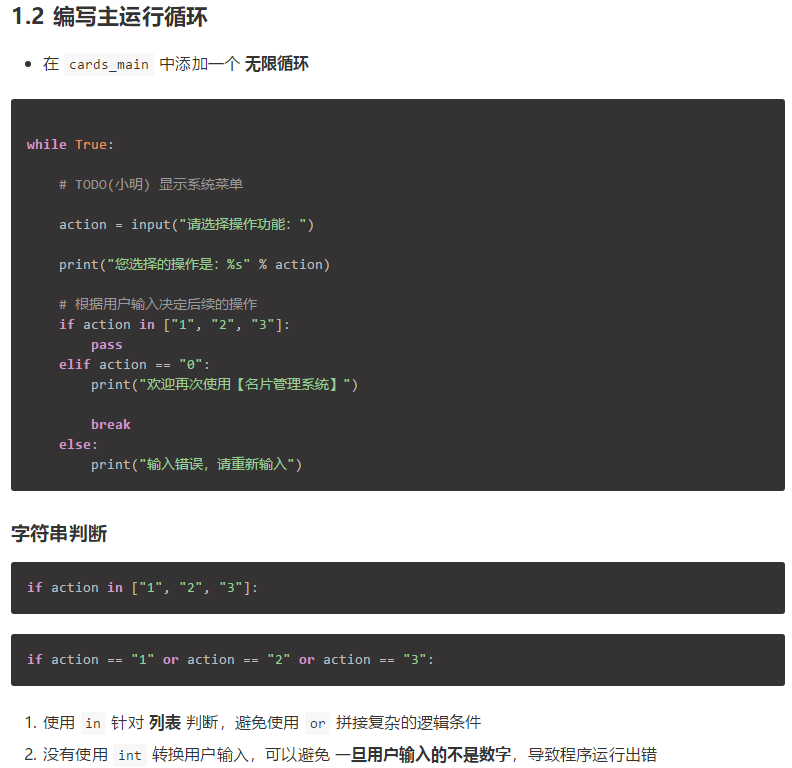 1.2 编写主运行循环
• 在 cards_main 中添加一个 无限循环
while True:
    # TODO(小明) 显示系统菜单
    action = input("请选择操作功能：")
    print("您选择的操作是：%s" % action)
    # 根据用户输入决定后续的操作
    if action in ["1", "2", "3"]:
        pass
    elif action == "0":
        print("欢迎再次使用【名片管理系统】")
        break
    else:
        print("输入错误，请重新输入")
字符串判断
if action in ["1", "2", "3"]:
if action == "1" or action == "2" or action == "3":
1. 使用 in 针对 列表 判断，避免使用 or 拼接复杂的逻辑条件
2. 没有使用 int 转换用户输入，可以避免 一旦用户输入的不是数字，导致程序运行出错